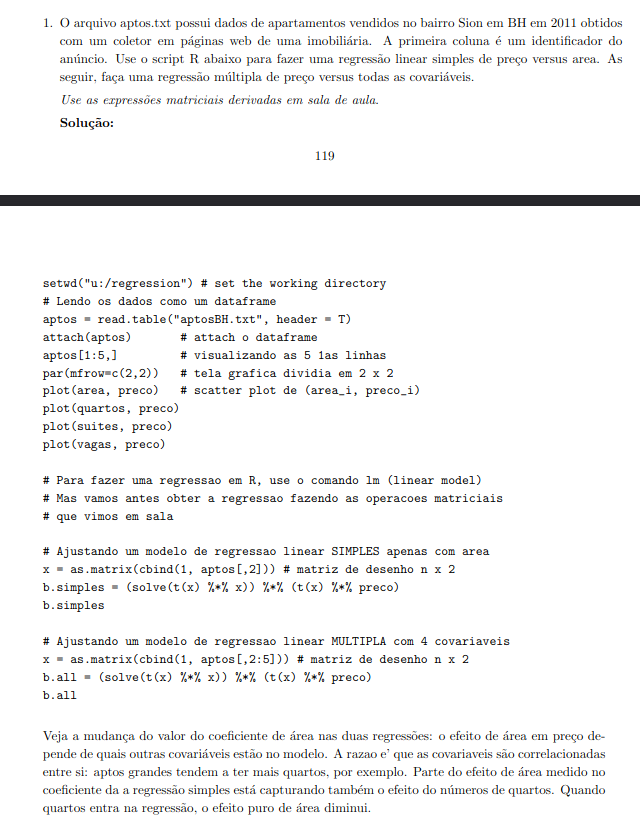 1. O arquivo aptos.txt possui dados de apartamentos vendidos no bairro Sion em BH em 2011 obtidos
com um coletor em páginas web de uma imobiliária. A primeira coluna é um identificador do
anúncio. Use o script R abaixo para fazer uma regressão linear simples de preço versus area. As
seguir, faça uma regressão múltipla de preço versus todas as covariáveis.
Use as expressões matriciais derivadas em sala de aula.
Solução:
119
setwd("u:/regression") # set the working directory
# Lendo os dados como um dataframe
aptos = read.table("aptosBH.txt", header = T)
attach(aptos) # attach o dataframe
aptos[1:5,] # visualizando as 5 1as linhas
par(mfrow=c(2,2)) # tela grafica dividia em 2 x 2
plot(area, preco) # scatter plot de (area_i, preco_i)
plot(quartos, preco)
plot(suites, preco)
plot(vagas, preco)
# Para fazer uma regressao em R, use o comando lm (linear model)
# Mas vamos antes obter a regressao fazendo as operacoes matriciais
# que vimos em sala
# Ajustando um modelo de regressao linear SIMPLES apenas com area
x = as.matrix(cbind(1, aptos[,2])) # matriz de desenho n x 2
b.simples = (solve(t(x) %*% x)) %*% (t(x) %*% preco)
b.simples
# Ajustando um modelo de regressao linear MULTIPLA com 4 covariaveis
x = as.matrix(cbind(1, aptos[,2:5])) # matriz de desenho n x 2
b.all = (solve(t(x) %*% x)) %*% (t(x) %*% preco)
b.all
Veja a mudança do valor do coeficiente de área nas duas regressões: o efeito de área em preço de-
pende de quais outras covariáveis estão no modelo. A razao e' que as covariaveis são correlacionadas
entre si: aptos grandes tendem a ter mais quartos, por exemplo. Parte do efeito de área medido no
coeficiente da a regressão simples está capturando também o efeito do números de quartos. Quando
quartos entra na regressão, o efeito puro de área diminui.